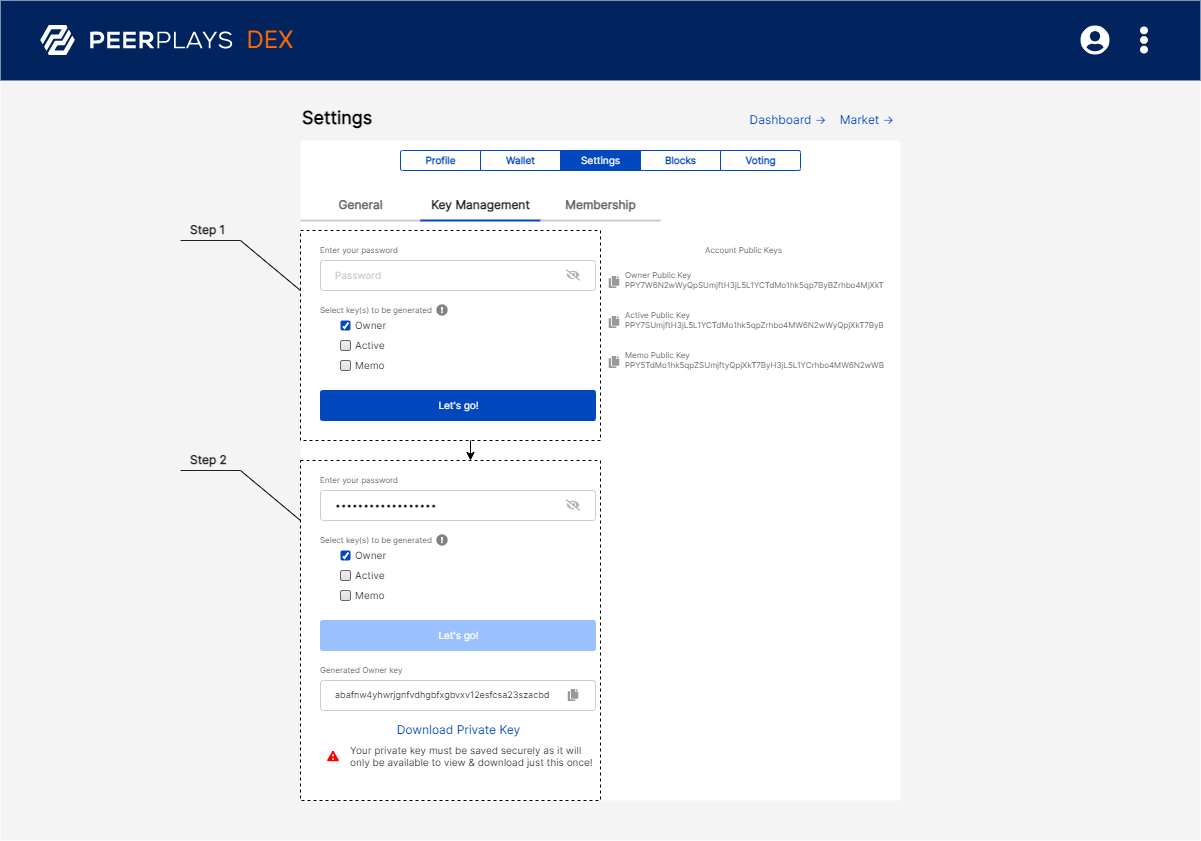 PEERPLAYS DEX
Settings
Dashboard →
Market →
Profile
Wallet
Settings
Blocks
Voting
General
Key Management
Membership
Step 1
Enter your password
Password
Select key(s) to be generated
Owner
Active
Memo
Let's go!
Account Public Keys
Owner Public Key
PPY7W6N2wWyQpSUmjftH3jL5L1YCTdMo1hk5qp7ByBZrhbo4MjXkT
Active Public Key
PPY7SUmjftH3jL5L1YCTdMo1hk5qpZrhbo4MW6N2wWyQpjXkT7ByB
Memo Public Key
PPY5TdMo1hk5qpZSUmjftyQpjXkT7ByH3jL5L1YCrhbo4MW6N2wWB
Step 2
Enter your password
••••••••••••••••••
Select key(s) to be generated
Owner
Active
Memo
Let's go!
Generated Owner key
abafnw4yhwrjgnfvdhgbfxgbvxv12esfcsa23szacbd
Download Private Key
Your private key must be saved securely as it will
only be available to view & download just this once!